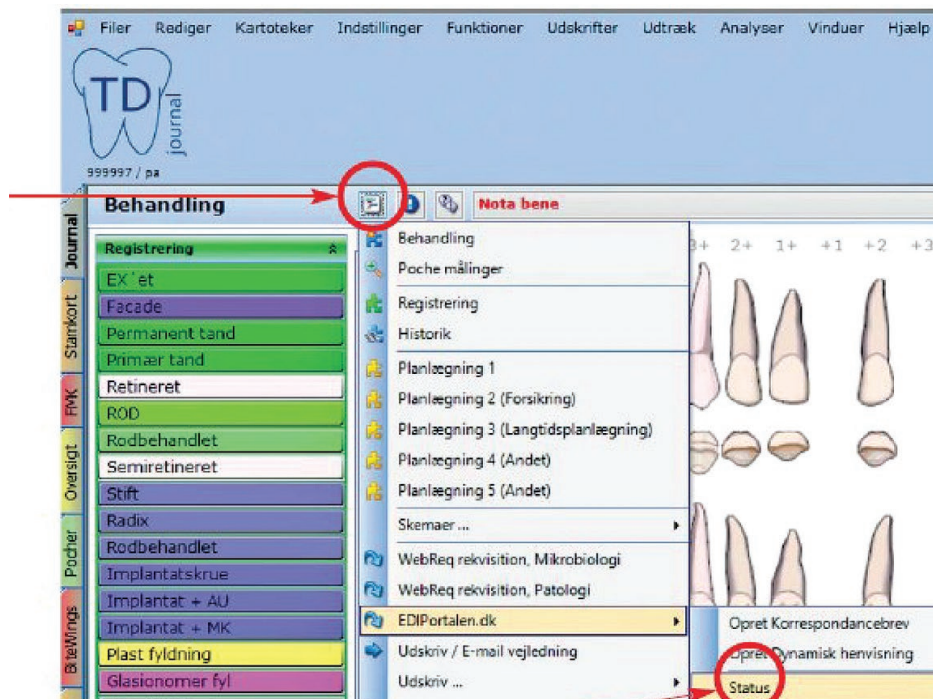 Filer Rediger Kartoteker Indstillinger Funktioner Udskrifter Udtræk Analyser Vinduer Hjælp
TD
journal
999997 / pa
Behandling
Nota bene
Journal
Stamkort
FMK
Oversigt
Pocher
BiteWings
Registrering
EX´et
Facade
Permanent tand
Primær tand
Retineret
ROD
Rodbehandlet
Semiretineret
Stift
Radix
Rodbehandlet
Implantatskrue
Implantat + AU
Implantat + MK
Plast fyldning
Glasionomer fyl
Behandling
Poche målinger
Registrering
Historik
Planlægning 1
Planlægning 2 (Forsikring)
Planlægning 3 (Langtidsplanlægning)
Planlægning 4 (Andet)
Planlægning 5 (Andet)
Skemaer ...
WebReq rekvisition, Mikrobiologi
WebReq rekvisition, Patologi
EDIPortalen.dk
Udskriv / E-mail vejledning
Udskriv ...
3+ 2+ 1+ +1 +2 +3
Opret Korrespondancebrev
Opret Dynamisk henvisning
Status